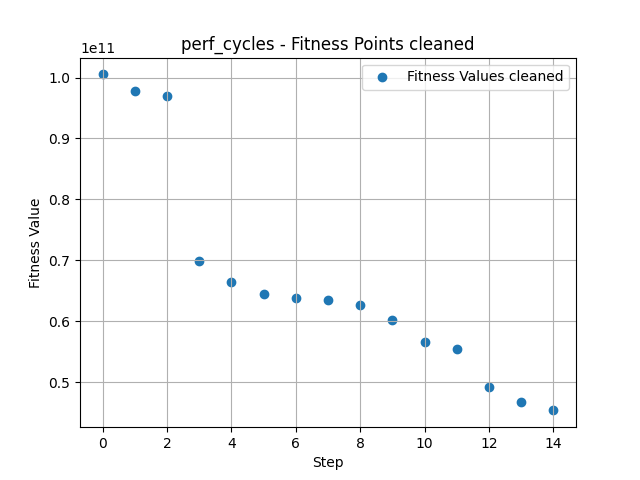 perf_cycles - Fitness Points cleaned
1e11
Fitness Values cleaned
1.0
0.9
0.8
0.7
0.6
0.5
Fitness Value
0 2 4 6 8 10 12 14
Step